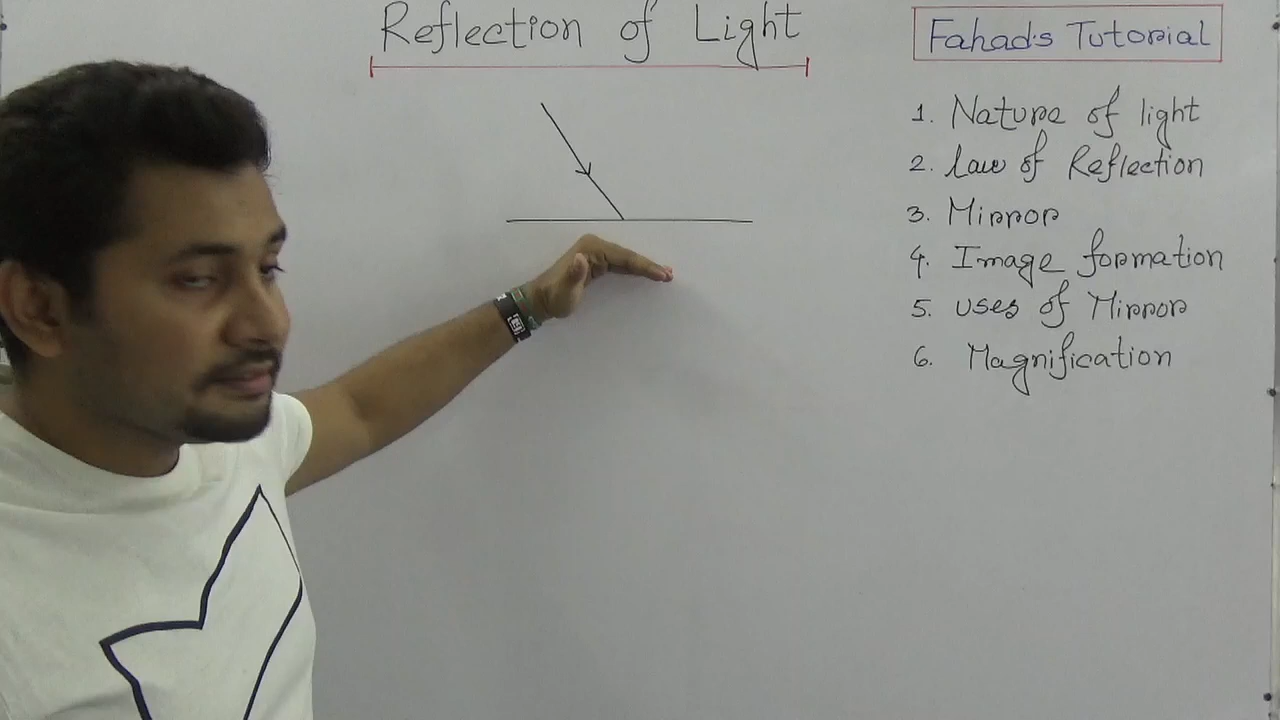 Reflection of Light
Fahad's Tutorial
1. Nature of light
2. Law of Reflection
3. Mirror
4. Image formation
5. uses of Mirror
6. Magnification